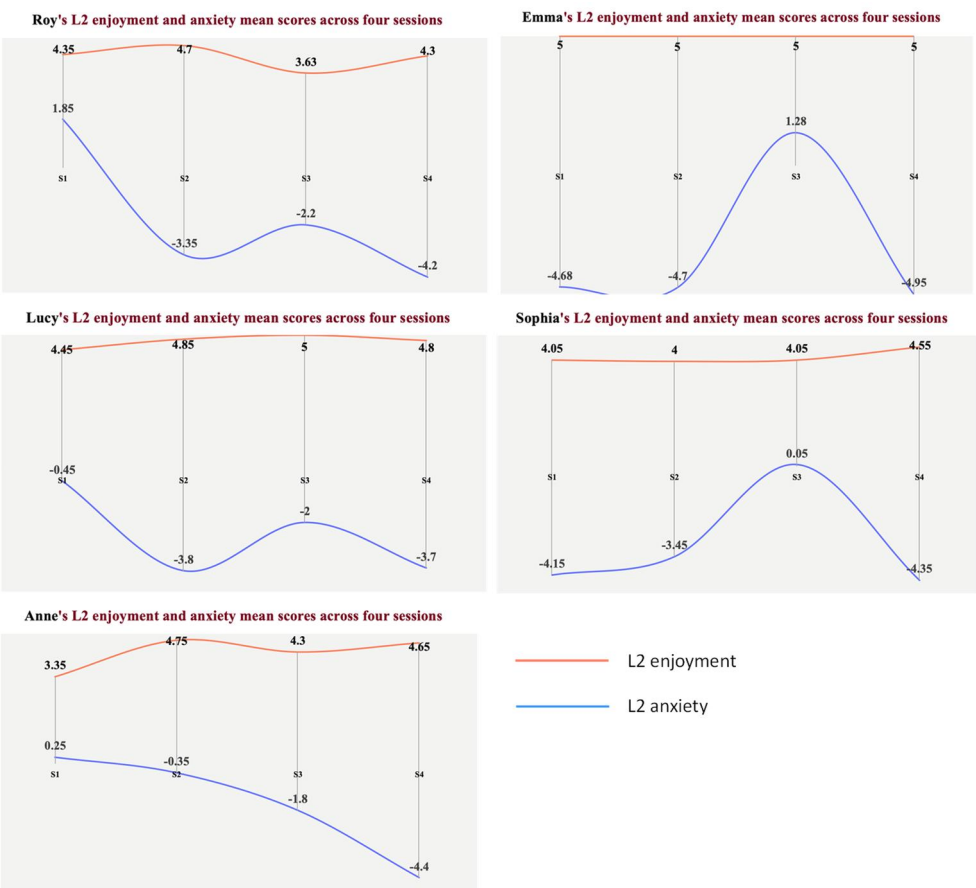 Roy's L2 enjoyment and anxiety mean scores across four sessions
4.35 4.7 3.63 4.3
1.85
S1 S2 S3 S4
-3.35 -2.2 -4.2
Emma's L2 enjoyment and anxiety mean scores across four sessions
5 5 5 5
1.28
S1 S2 S3 S4
-4.68 -4.7 -4.95
Lucy's L2 enjoyment and anxiety mean scores across four sessions
4.45 4.85 5 4.8
-0.45
S1 S2 S3 S4
-3.8 -2 -3.7
Sophia's L2 enjoyment and anxiety mean scores across four sessions
4.05 4 4.05 4.55
0.05
S1 S2 S3 S4
-4.15 -3.45 -4.35
Anne's L2 enjoyment and anxiety mean scores across four sessions
3.35 4.75 4.3 4.65
0.25 -0.35
S1 S2 S3 S4
-1.8
-4.4
L2 enjoyment
L2 anxiety